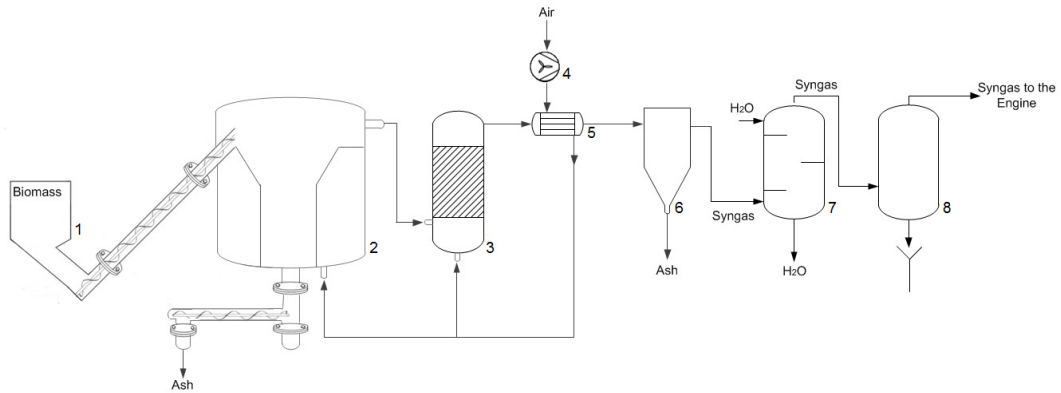 Air
4
Syngas
Syngas to the
Engine
H2O
5
Biomass
1
2
3
6
Syngas
7
8
Ash
H2O
Ash